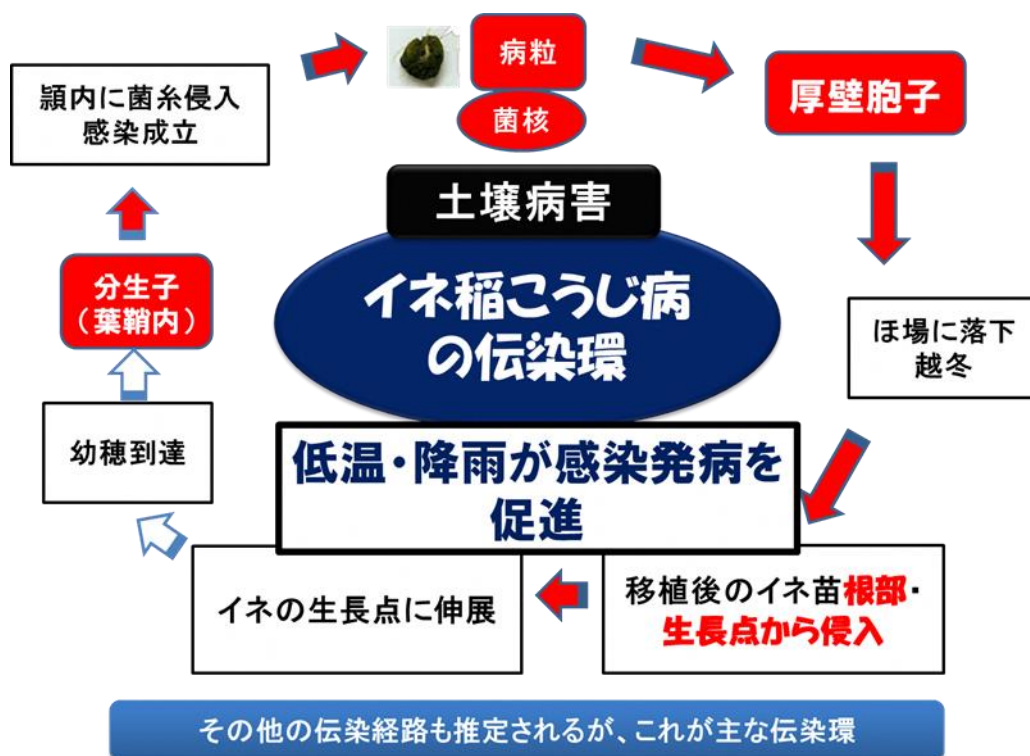 病粒
菌核
厚壁胞子
頴内に菌糸侵入
感染成立
土壌病害
イネ稲こうじ病
の伝染環
分生子
（葉鞘内）
ほ場に落下
越冬
幼穂到達
低温・降雨が感染発病を
促進
イネの生長点に伸展
移植後のイネ苗根部・
生長点から侵入
その他の伝染経路も推定されるが、これが主な伝染環